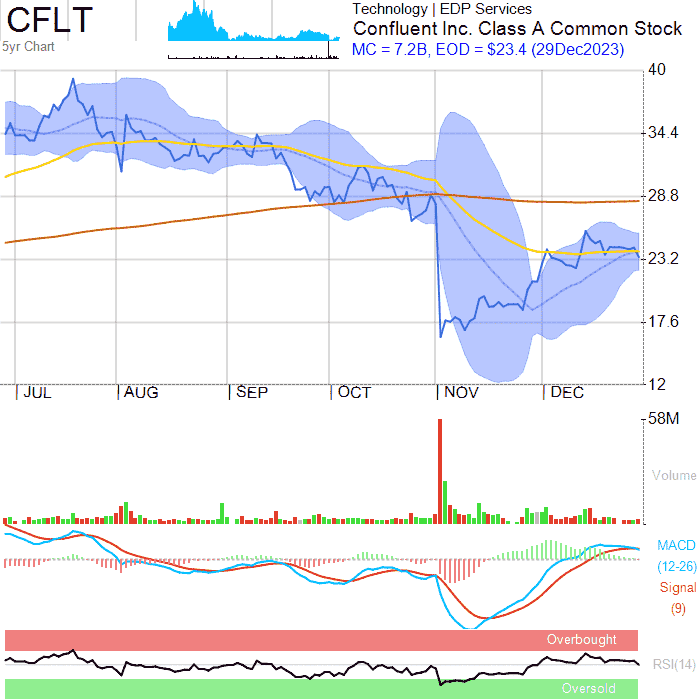 CFLT
5yr Chart
Technology | EDP Services
Confluent Inc. Class A Common Stock
MC = 7.2B, EOD = $23.4 (29Dec2023)
40
34.4
28.8
23.2
17.6
12
JUL AUG SEP OCT NOV DEC
58M
Volume
MACD
(12-26)
Signal
(9)
Overbought
RSI(14)
Oversold